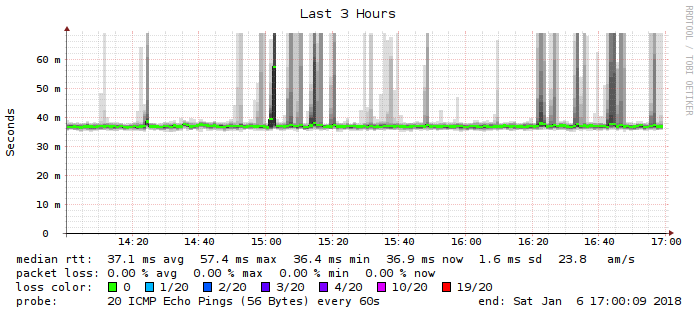 Last 3 Hours
RRDTOOL / TOBI OETIKER
Seconds
60 m
50 m
40 m
30 m
20 m
10 m
0
14:20 14:40 15:00 15:20 15:40 16:00 16:20 16:40 17:00
median rtt: 37.1 ms avg 57.4 ms max 36.4 ms min 36.9 ms now 1.6 ms sd 23.8 am/s
packet loss: 0.00 % avg 0.00 % max 0.00 % min 0.00 % now
loss color: 0 1/20 2/20 3/20 4/20 10/20 19/20
probe: 20 ICMP Echo Pings (56 Bytes) every 60s end: Sat Jan 6 17:00:09 2018